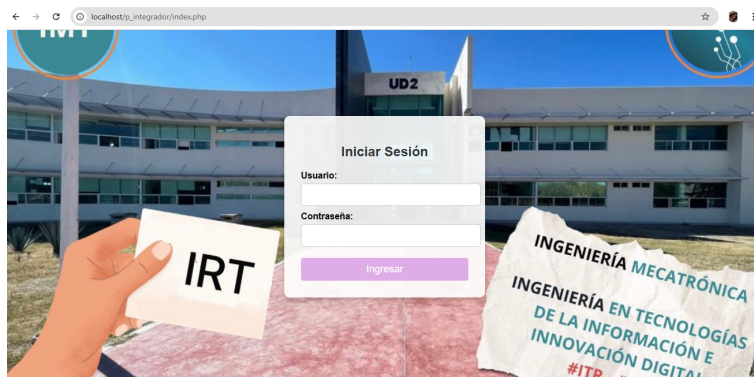 localhost/p_integrador/index.php
IMT
UD2
Iniciar Sesión
Usuario:
Contraseña:
Ingresar
IRT
INGENIERÍA MECATRÓNICA
INGENIERÍA EN TECNOLOGÍAS
DE LA INFORMACIÓN E
INNOVACIÓN DIGITAL